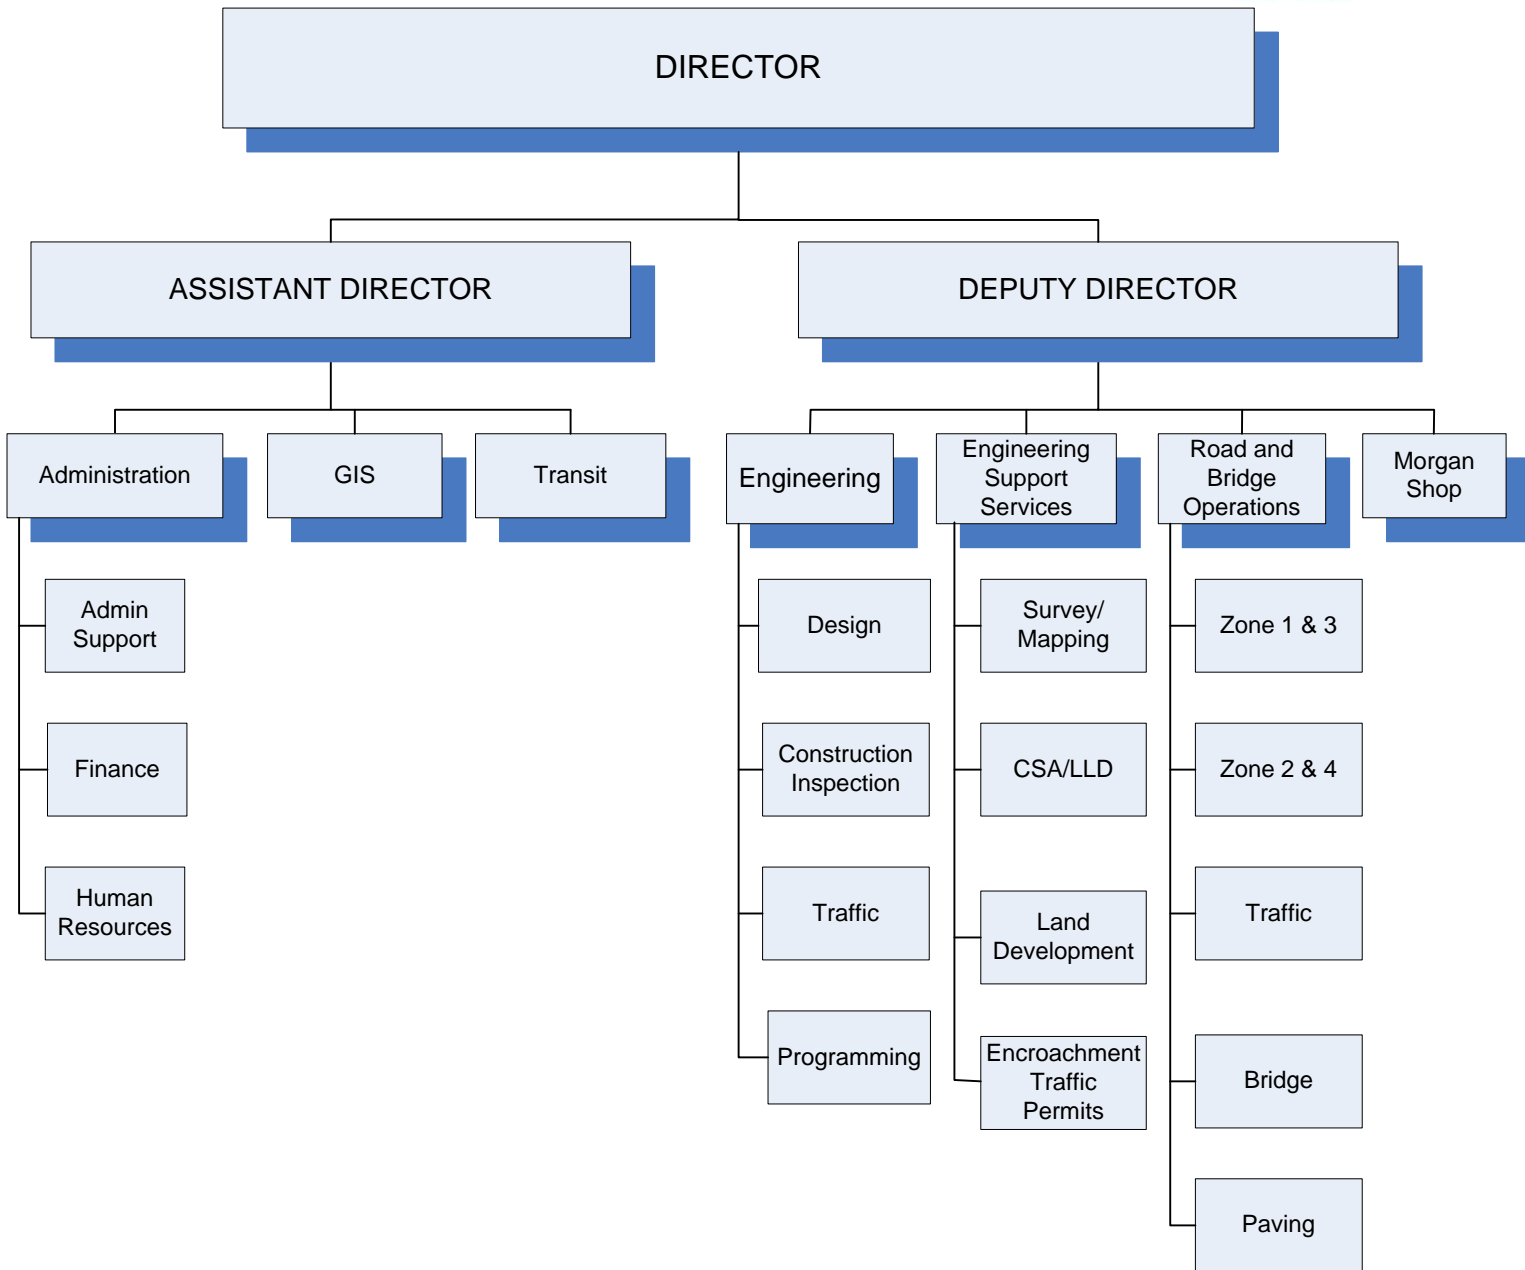 DIRECTOR
ASSISTANT DIRECTOR
DEPUTY DIRECTOR
Administration
GIS
Transit
Engineering
Engineering
Support
Services
Road and
Bridge
Operations
Morgan
Shop
Admin
Support
Finance
Human
Resources
Design
Construction
Inspection
Traffic
Programming
Survey/
Mapping
CSA/LLD
Land
Development
Encroachment
Traffic
Permits
Zone 1 & 3
Zone 2 & 4
Traffic
Bridge
Paving